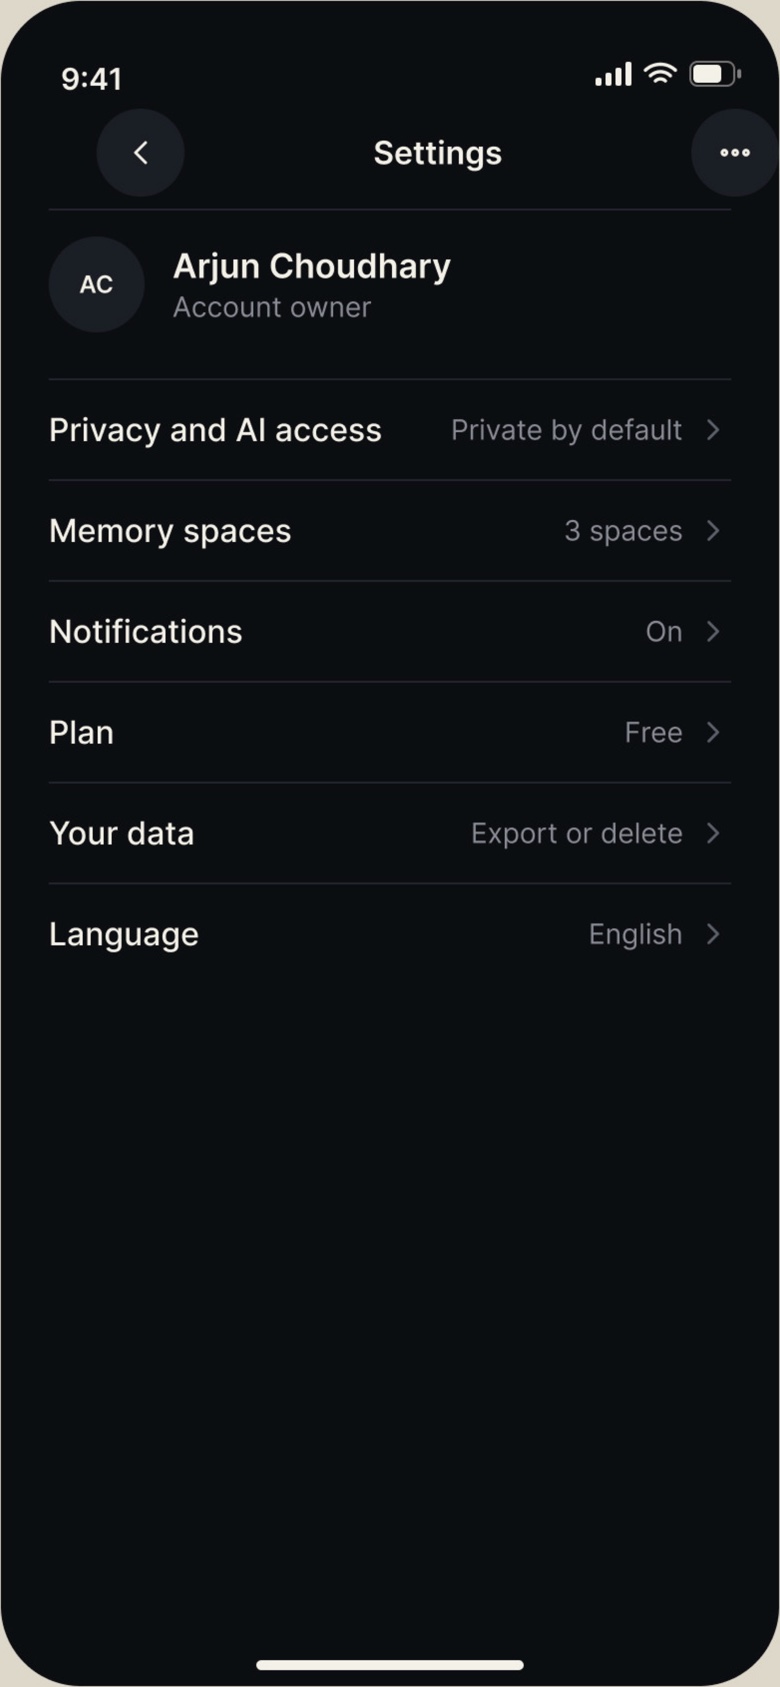 9:41
Settings
AC
Arjun Choudhary
Account owner
Privacy and AI access Private by default
Memory spaces 3 spaces
Notifications On
Plan Free
Your data Export or delete
Language English